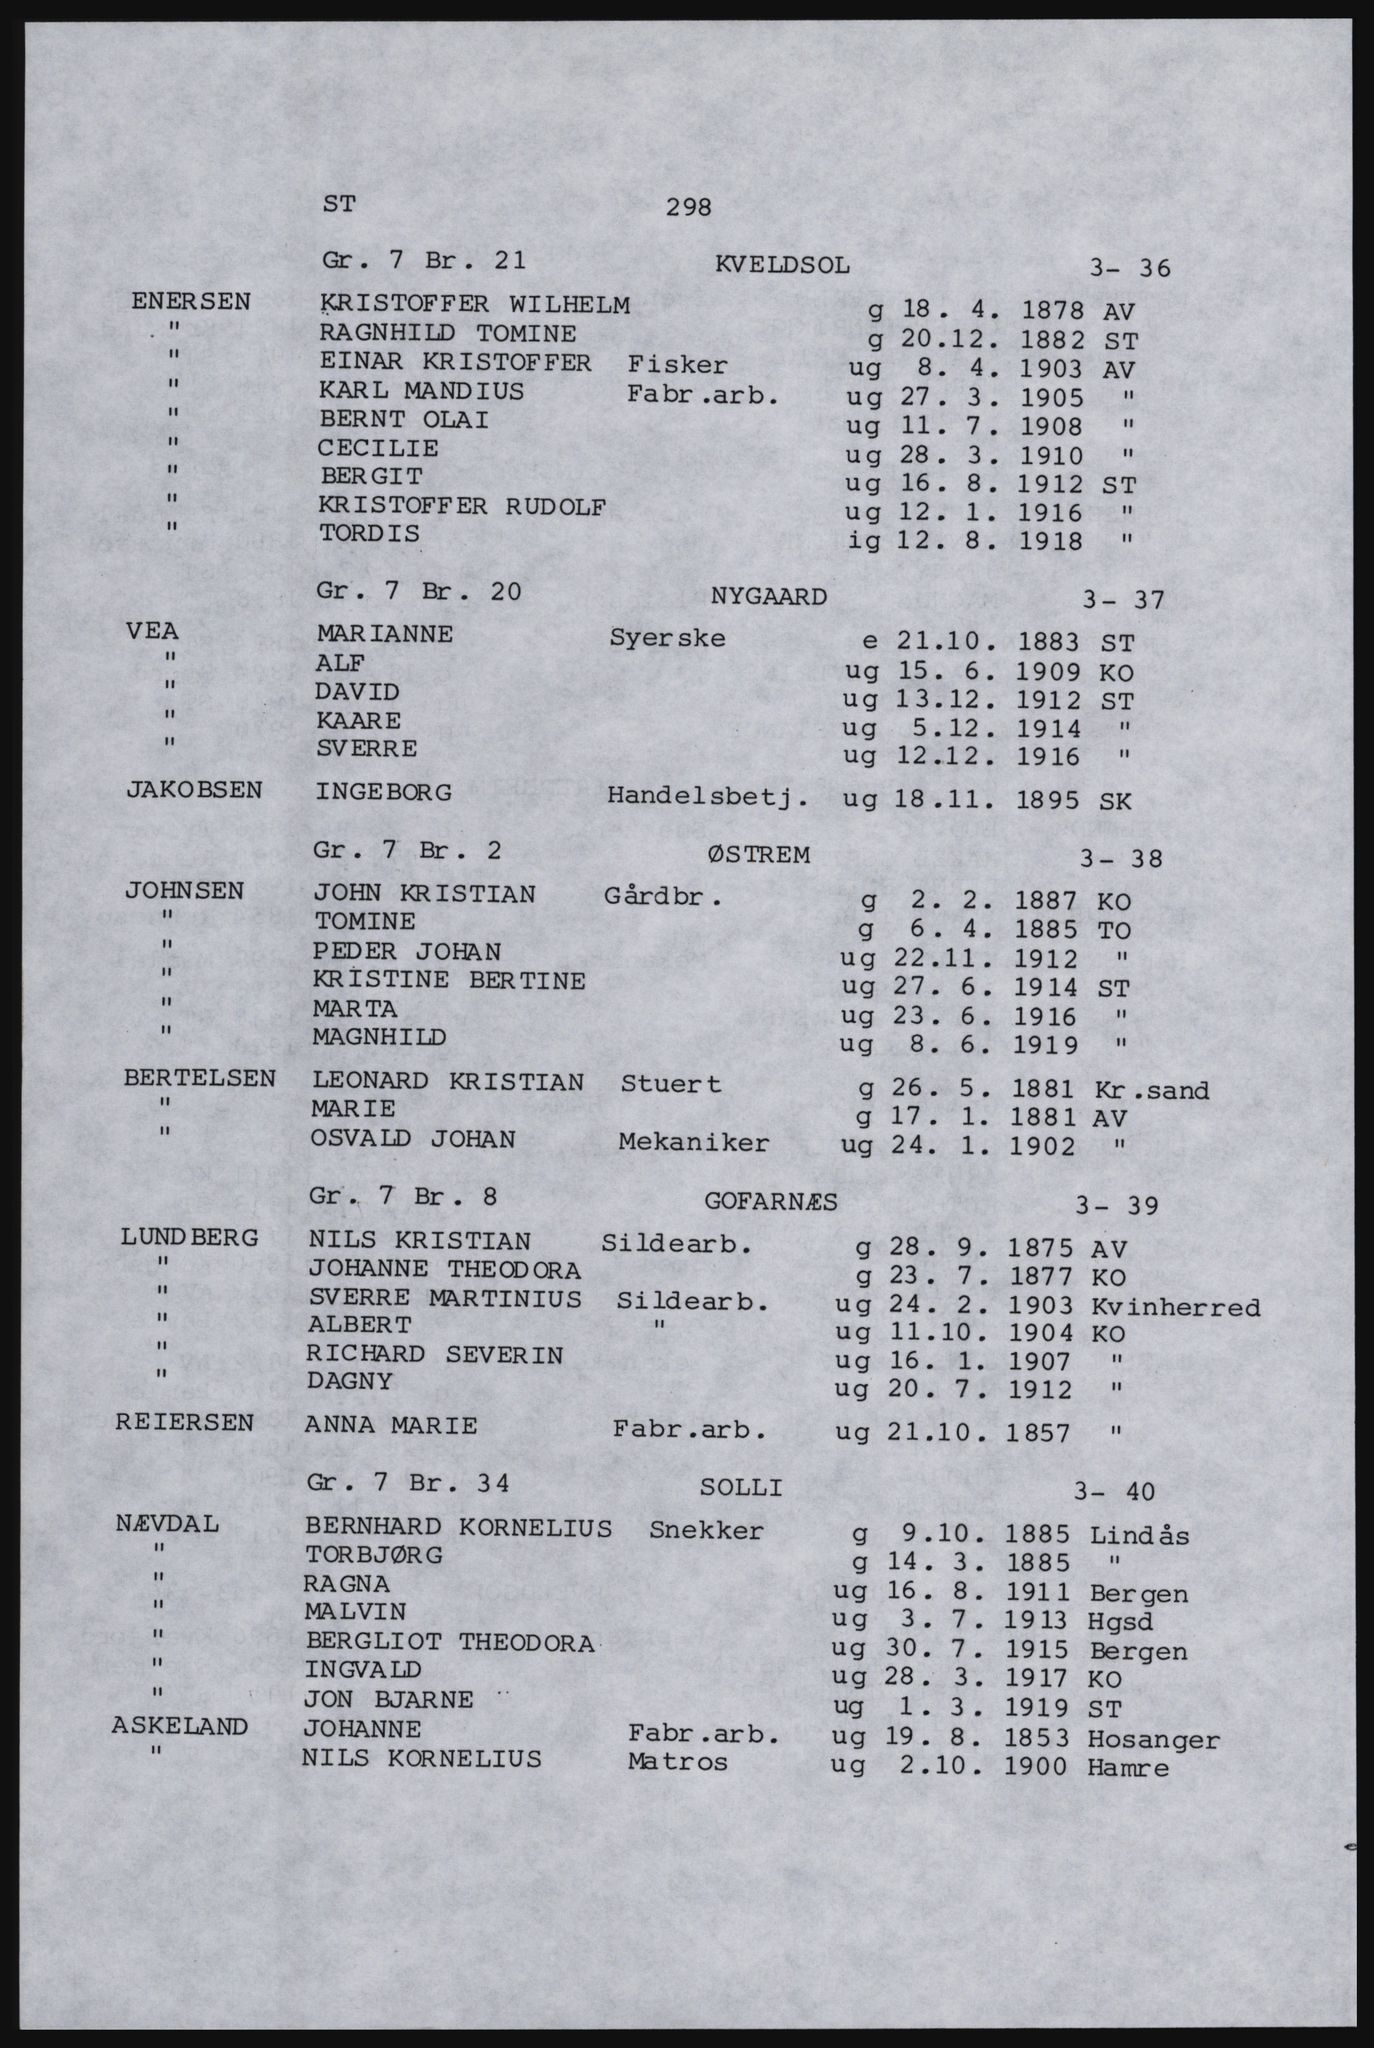 ST 298
Gr. 7 Br. 21 KVELDSOL 3- 36
ENERSEN KRISTOFFER WILHELM g 18. 4. 1878 AV
" RAGNHILD TOMINE g 20.12. 1882 ST
" EINAR KRISTOFFER Fisker ug 8. 4. 1903 AV
" KARL MANDIUS Fabr.arb. ug 27. 3. 1905 "
" BERNT OLAI ug 11. 7. 1908 "
" CECILIE ug 28. 3. 1910 "
" BERGIT ug 16. 8. 1912 ST
" KRISTOFFER RUDOLF ug 12. 1. 1916 "
" TORDIS ig 12. 8. 1918 "
Gr. 7 Br. 20 NYGAARD 3- 37
VEA MARIANNE Syerske e 21.10. 1883 ST
" ALF ug 15. 6. 1909 KO
" DAVID ug 13.12. 1912 ST
" KAARE ug 5.12. 1914 "
" SVERRE ug 12.12. 1916 "
JAKOBSEN INGEBORG Handelsbetj. ug 18.11. 1895 SK
Gr. 7 Br. 2 ØSTREM 3- 38
JOHNSEN JOHN KRISTIAN Gårdbr. g 2. 2. 1887 KO
" TOMINE g 6. 4. 1885 TO
" PEDER JOHAN ug 22.11. 1912 "
" KRISTINE BERTINE ug 27. 6. 1914 ST
" MARTA ug 23. 6. 1916 "
" MAGNHILD ug 8. 6. 1919 "
BERTELSEN LEONARD KRISTIAN Stuert g 26. 5. 1881 Kr.sand
" MARIE g 17. 1. 1881 AV
" OSVALD JOHAN Mekaniker ug 24. 1. 1902 "
Gr. 7 Br. 8 GOFARNÆS 3- 39
LUNDBERG NILS KRISTIAN Sildearb. g 28. 9. 1875 AV
" JOHANNE THEODORA g 23. 7. 1877 KO
" SVERRE MARTINIUS Sildearb. ug 24. 2. 1903 Kvinherred
" ALBERT " ug 11.10. 1904 KO
" RICHARD SEVERIN ug 16. 1. 1907 "
" DAGNY ug 20. 7. 1912 "
REIERSEN ANNA MARIE Fabr.arb. ug 21.10. 1857 "
Gr. 7 Br. 34 SOLLI 3- 40
NÆVDAL BERNHARD KORNELIUS Snekker g 9.10. 1885 Lindås
" TORBJØRG g 14. 3. 1885 "
" RAGNA ug 16. 8. 1911 Bergen
" MALVIN ug 3. 7. 1913 Hgsd
" BERGLIOT THEODORA ug 30. 7. 1915 Bergen
" INGVALD ug 28. 3. 1917 KO
" JON BJARNE ug 1. 3. 1919 ST
ASKELAND JOHANNE Fabr.arb. ug 19. 8. 1853 Hosanger
" NILS KORNELIUS Matros ug 2.10. 1900 Hamre